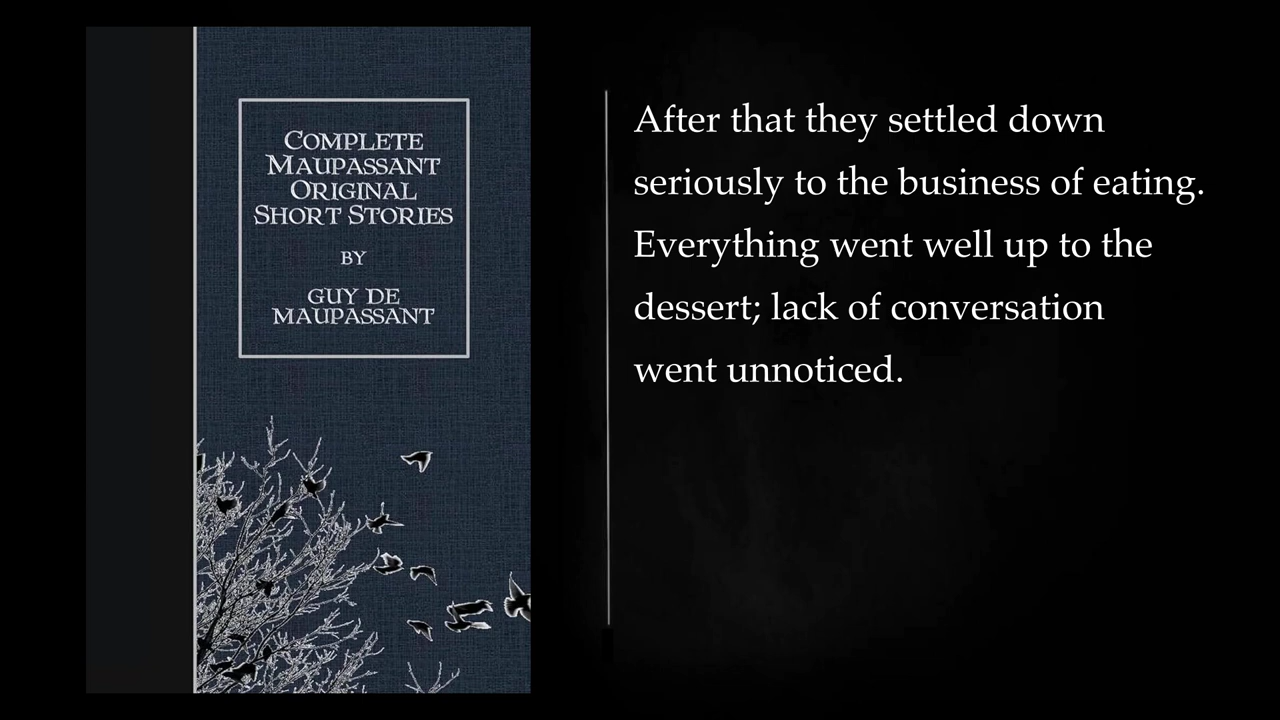 COMPLETE
MAUPASSANT
ORIGINAL
SHORT STORIES
BY
GUY DE
MAUPASSANT
After that they settled down
seriously to the business of eating.
Everything went well up to the
dessert; lack of conversation
went unnoticed.